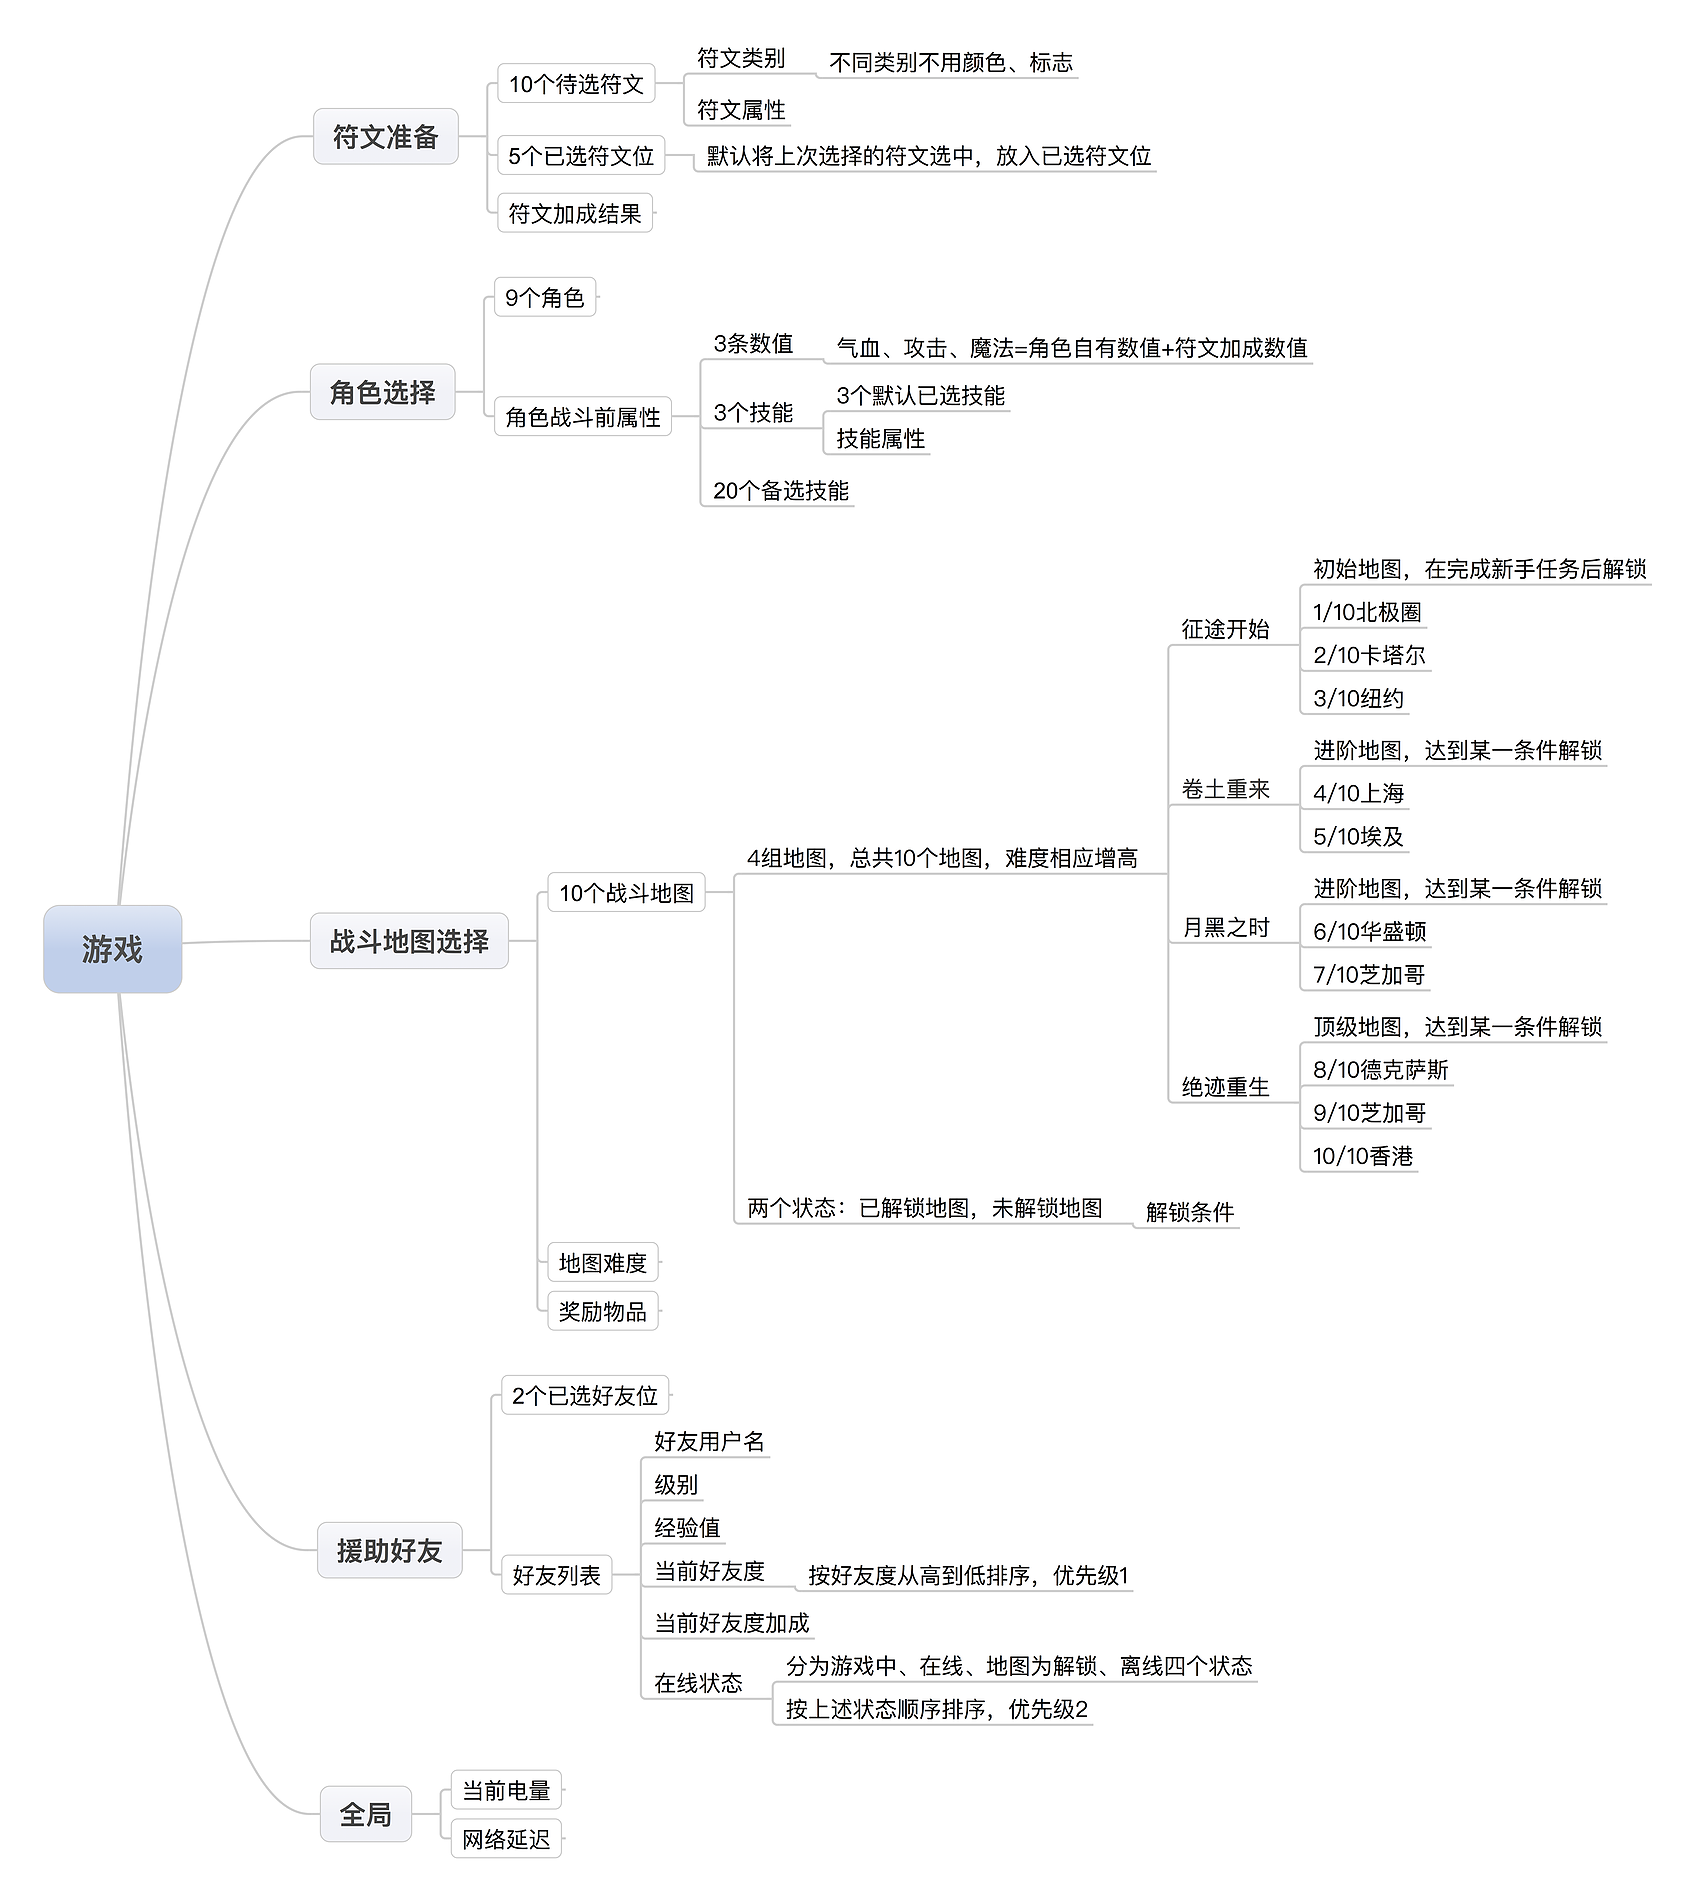 游戏
符文准备
10个待选符文
符文类别
不同类别不用颜色、标志
符文属性
5个已选符文位
默认将上次选择的符文选中，放入已选符文位
符文加成结果
角色选择
9个角色
角色战斗前属性
3条数值
气血、攻击、魔法=角色自有数值+符文加成数值
3个技能
3个默认已选技能
技能属性
20个备选技能
战斗地图选择
10个战斗地图
4组地图，总共10个地图，难度相应增高
征途开始
初始地图，在完成新手任务后解锁
1/10北极圈
2/10卡塔尔
3/10纽约
卷土重来
进阶地图，达到某一条件解锁
4/10上海
5/10埃及
月黑之时
进阶地图，达到某一条件解锁
6/10华盛顿
7/10芝加哥
绝迹重生
顶级地图，达到某一条件解锁
8/10德克萨斯
9/10芝加哥
10/10香港
两个状态：已解锁地图，未解锁地图
解锁条件
地图难度
奖励物品
援助好友
2个已选好友位
好友列表
好友用户名
级别
经验值
当前好友度
按好友度从高到低排序，优先级1
当前好友度加成
在线状态
分为游戏中、在线、地图为解锁、离线四个状态
按上述状态顺序排序，优先级2
全局
当前电量
网络延迟